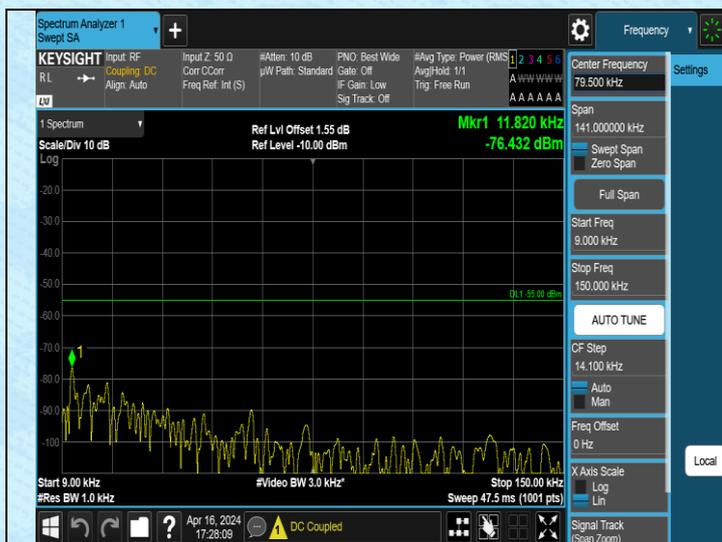 Spectrum Analyzer 1
Swept SA
+
Frequency
KEYSIGHT
RL
LXI
Input: RF
Coupling: DC
Align: Auto
Input Z: 50 Ω
Corr CCorr
Freq Ref: Int (S)
#Atten: 10 dB
µW Path: Standard
PNO: Best Wide
Gate: Off
IF Gain: Low
Sig Track: Off
#Avg Type: Power (RMS
Avg|Hold: 1/1
Trig: Free Run
1 2 3 4 5 6
A W W W W W
A A A A A A
1 Spectrum
Scale/Div 10 dB
Ref Lvl Offset 1.55 dB
Ref Level -10.00 dBm
Mkr1 11.820 kHz
-76.432 dBm
Log
-20.0
-30.0
-40.0
DL1 -55.00 dBm
-60.0
-70.0
1
-80.0
-90.0
-100
Start 9.00 kHz
#Res BW 1.0 kHz
#Video BW 3.0 kHz*
Stop 150.00 kHz
Sweep 47.5 ms (1001 pts)
?
Apr 16, 2024
17:28:09
1
DC Coupled
Center Frequency
79.500 kHz
Settings
Span
141.000000 kHz
Swept Span
Zero Span
Full Span
Start Freq
9.000 kHz
Stop Freq
150.000 kHz
AUTO TUNE
CF Step
14.100 kHz
Auto
Man
Freq Offset
0 Hz
Local
X Axis Scale
Log
Lin
Signal Track
(Span Zoom)